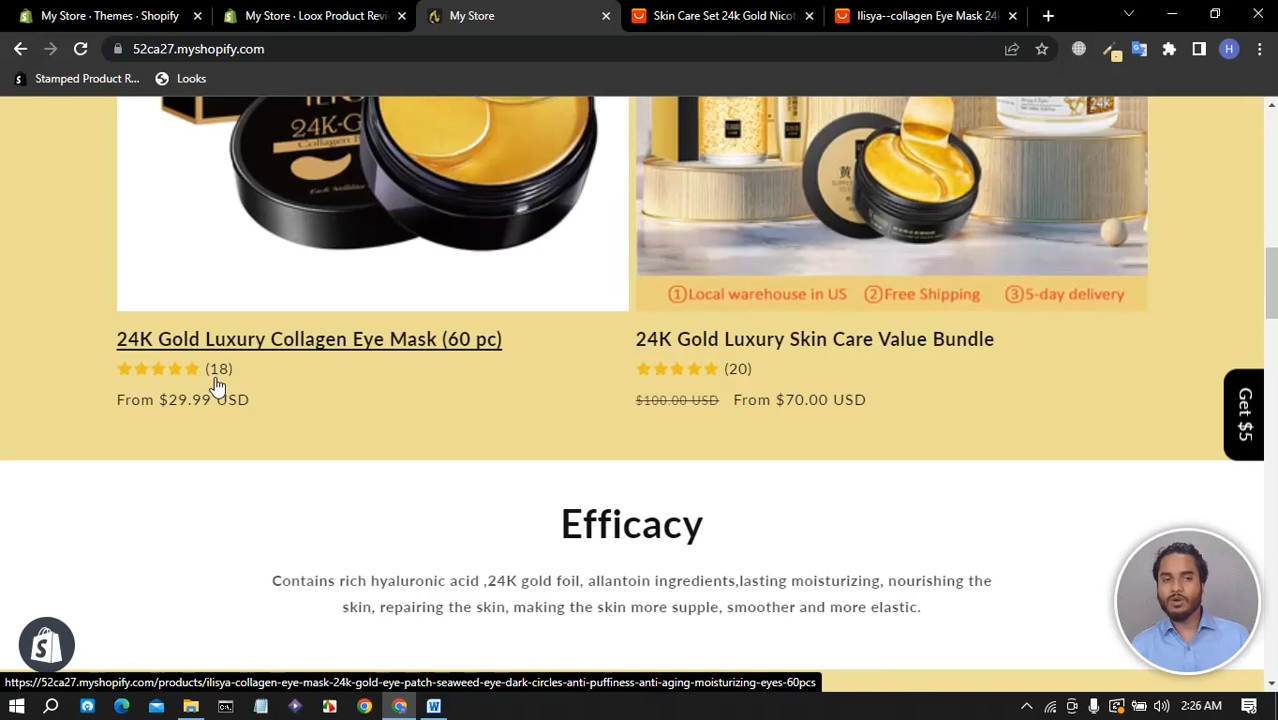 My Store · Themes · Shopify
My Store · Loox Product Revi
My Store
Skin Care Set 24k Gold Nicot
Ilisya--collagen Eye Mask 24
52ca27.myshopify.com
H
Stamped Product R...
Looks
24K-G
Collagen
24K
①Local warehouse in US ②Free Shipping ③5-day delivery
24K Gold Luxury Collagen Eye Mask (60 pc)
24K Gold Luxury Skin Care Value Bundle
(18)
(20)
From $29.99 USD
$100.00 USD From $70.00 USD
Get $5
Efficacy
Contains rich hyaluronic acid ,24K gold foil, allantoin ingredients,lasting moisturizing, nourishing the
skin, repairing the skin, making the skin more supple, smoother and more elastic.
https://52ca27.myshopify.com/products/ilisya-collagen-eye-mask-24k-gold-eye-patch-seaweed-eye-dark-circles-anti-puffiness-anti-aging-moisturizing-eyes-60pcs
2:26 AM